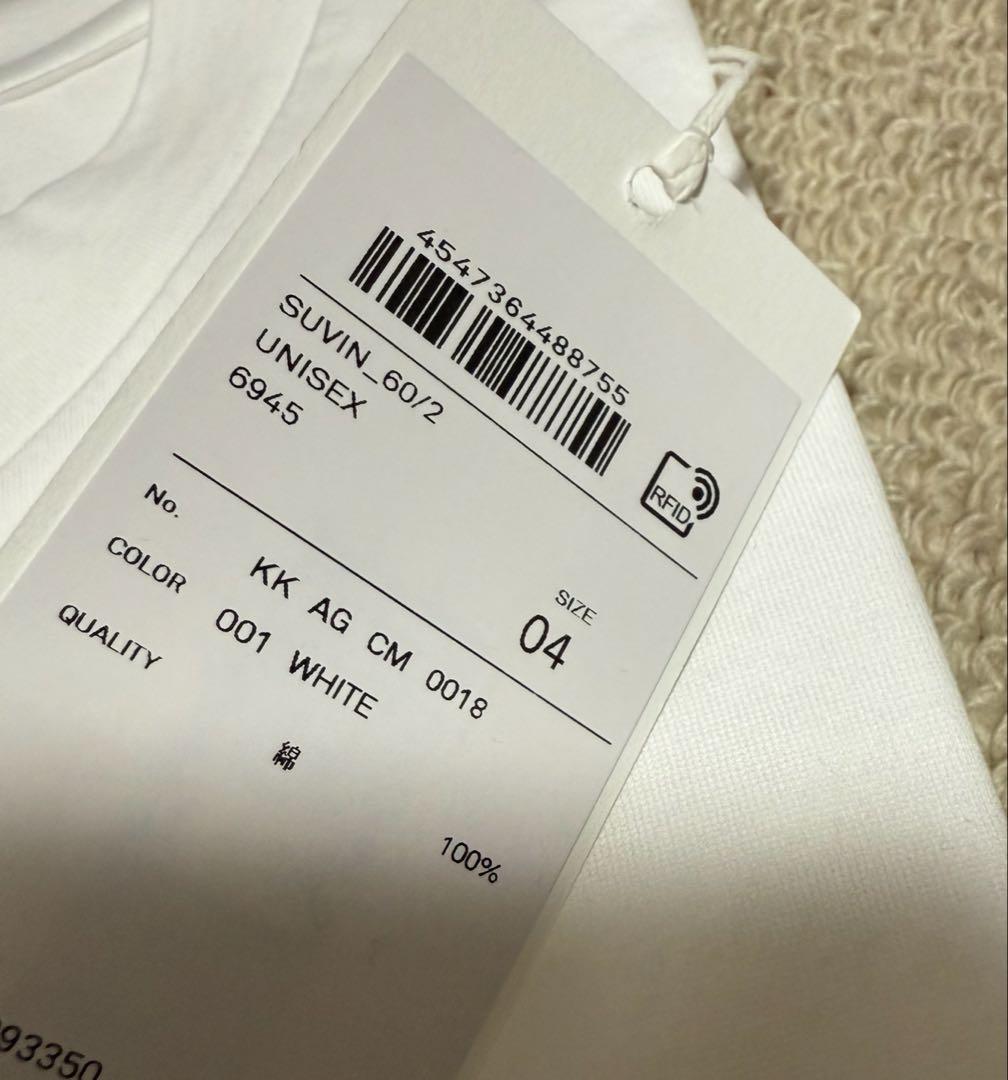 4547364488755
RFID
SUVIN_60/2
UNISEX
6945
SIZE
04
No. KK AG CM 0018
COLOR 001 WHITE
QUALITY
綿 100%
93350